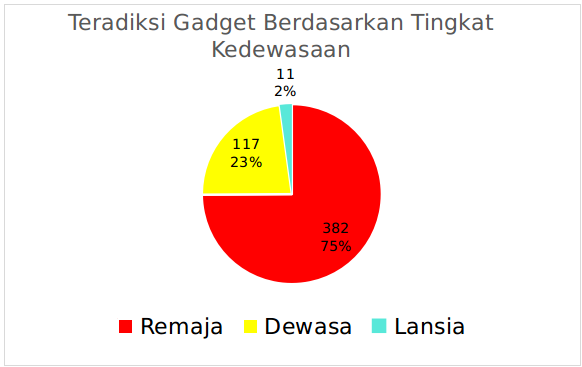 Teradiksi Gadget Berdasarkan Tingkat
Kedewasaan
11
2%
117
23%
382
75%
Remaja Dewasa Lansia